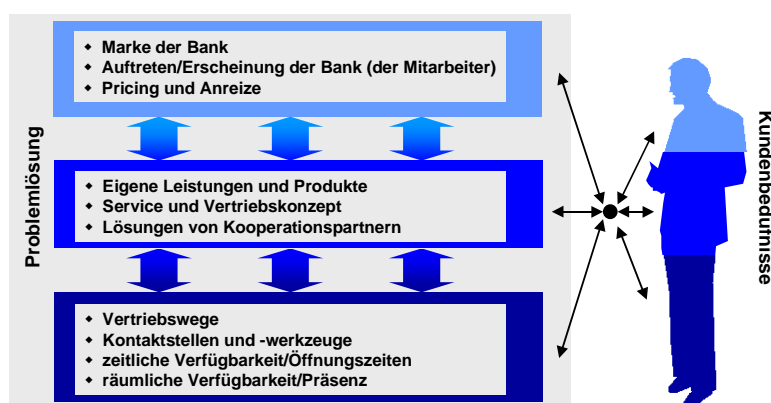 Problemlösung
◆ Marke der Bank
◆ Auftreten/Erscheinung der Bank (der Mitarbeiter)
◆ Pricing und Anreize
◆ Eigene Leistungen und Produkte
◆ Service und Vertriebskonzept
◆ Lösungen von Kooperationspartnern
◆ Vertriebswege
◆ Kontaktstellen und -werkzeuge
◆ zeitliche Verfügbarkeit/Öffnungszeiten
◆ räumliche Verfügbarkeit/Präsenz
Kundenbedufnisse